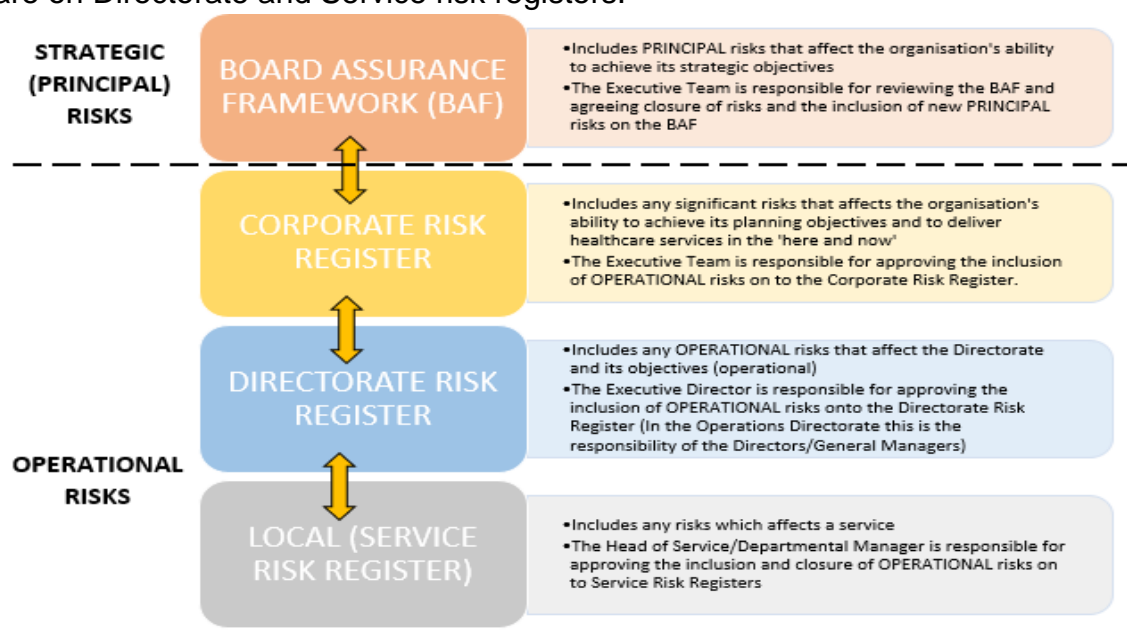 are on Directorate and Service risk registers.
STRATEGIC
(PRINCIPAL)
RISKS
BOARD ASSURANCE
FRAMEWORK (BAF)
•Includes PRINCIPAL risks that affect the organisation's ability
to achieve its strategic objectives
•The Executive Team is responsible for reviewing the BAF and
agreeing closure of risks and the inclusion of new PRINCIPAL
risks on the BAF
CORPORATE RISK
REGISTER
•Includes any significant risks that affects the organisation's
ability to achieve its planning objectives and to deliver
healthcare services in the 'here and now'
•The Executive Team is responsible for approving the inclusion
of OPERATIONAL risks on to the Corporate Risk Register.
OPERATIONAL
RISKS
DIRECTORATE RISK
REGISTER
•Includes any OPERATIONAL risks that affect the Directorate
and its objectives (operational)
•The Executive Director is responsible for approving the
inclusion of OPERATIONAL risks onto the Directorate Risk
Register (In the Operations Directorate this is the
responsibility of the Directors/General Managers)
LOCAL (SERVICE
RISK REGISTER)
•Includes any risks which affects a service
•The Head of Service/Departmental Manager is responsible for
approving the inclusion and closure of OPERATIONAL risks on
to Service Risk Registers